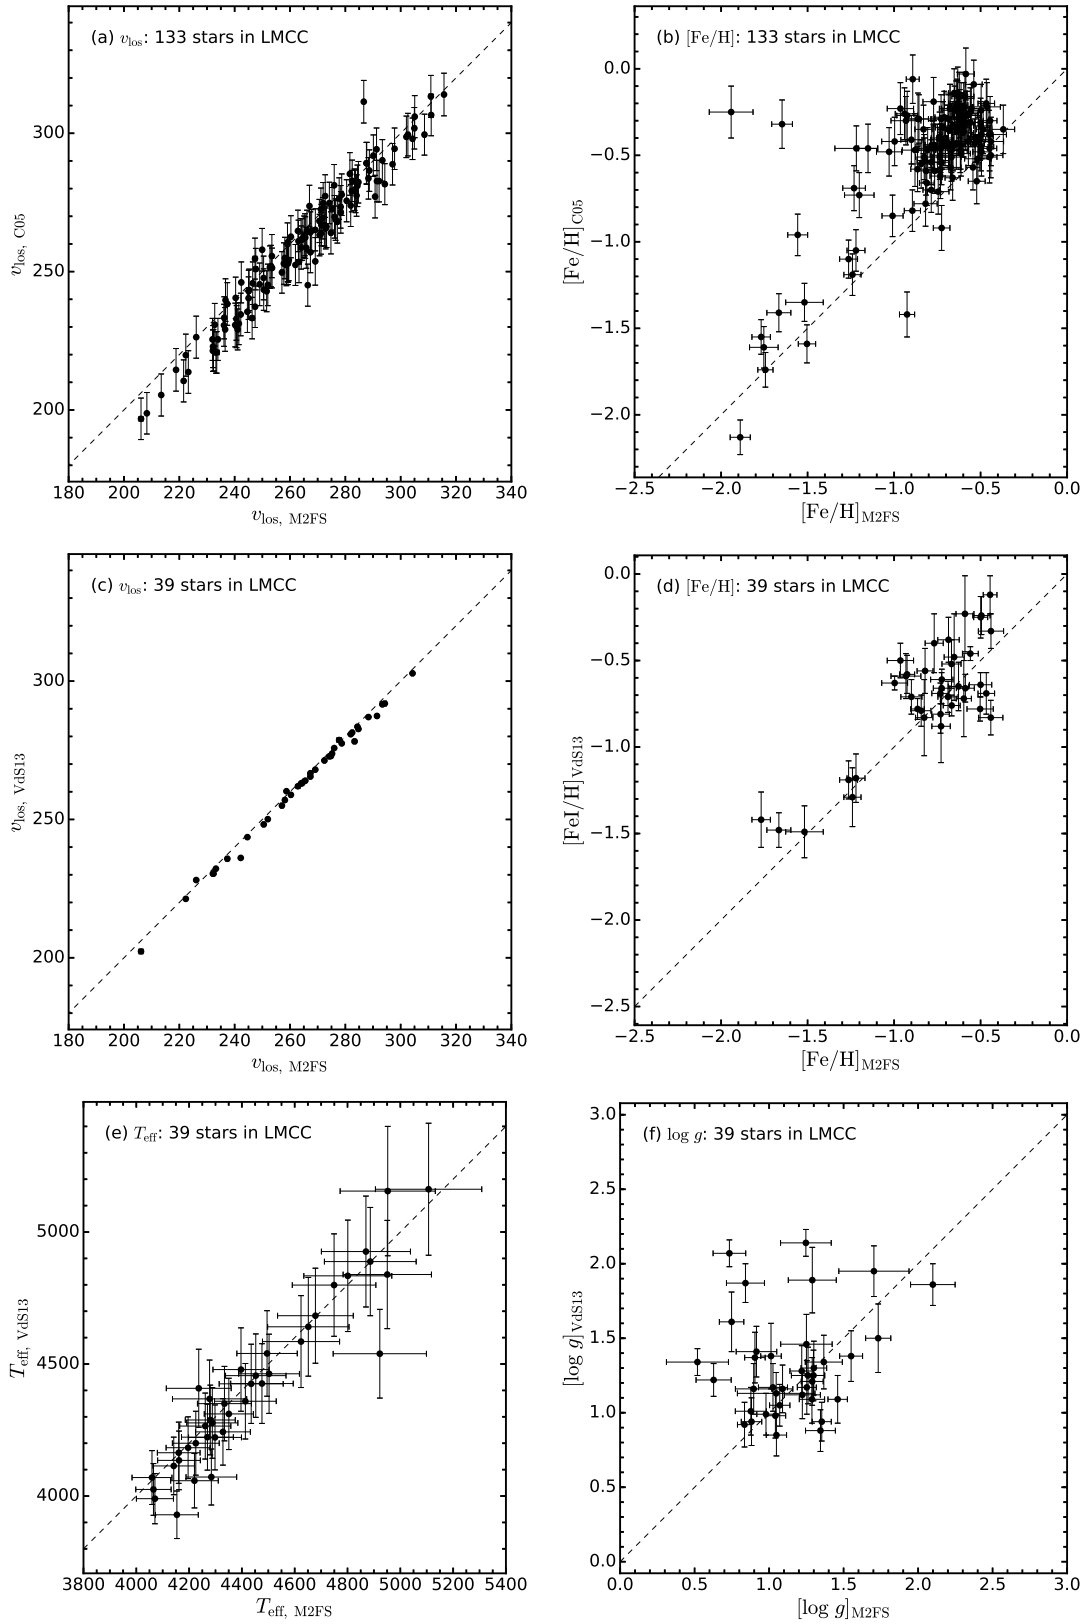 (a) v_los: 133 stars in LMCC
300
250
200
v_los, C05
180 200 220 240 260 280 300 320 340
v_los, M2FS
(b) [Fe/H]: 133 stars in LMCC
0.0
−0.5
−1.0
−1.5
−2.0
[Fe/H]_C05
−2.5 −2.0 −1.5 −1.0 −0.5 0.0
[Fe/H]_M2FS
(c) v_los: 39 stars in LMCC
300
250
200
v_los, VdS13
180 200 220 240 260 280 300 320 340
v_los, M2FS
(d) [Fe/H]: 39 stars in LMCC
0.0
−0.5
−1.0
−1.5
−2.0
−2.5
[FeI/H]_VdS13
−2.5 −2.0 −1.5 −1.0 −0.5 0.0
[Fe/H]_M2FS
(e) T_eff: 39 stars in LMCC
5000
4500
4000
T_eff, VdS13
3800 4000 4200 4400 4600 4800 5000 5200 5400
T_eff, M2FS
(f) log g: 39 stars in LMCC
3.0
2.5
2.0
1.5
1.0
0.5
0.0
[log g]_VdS13
0.0 0.5 1.0 1.5 2.0 2.5 3.0
[log g]_M2FS